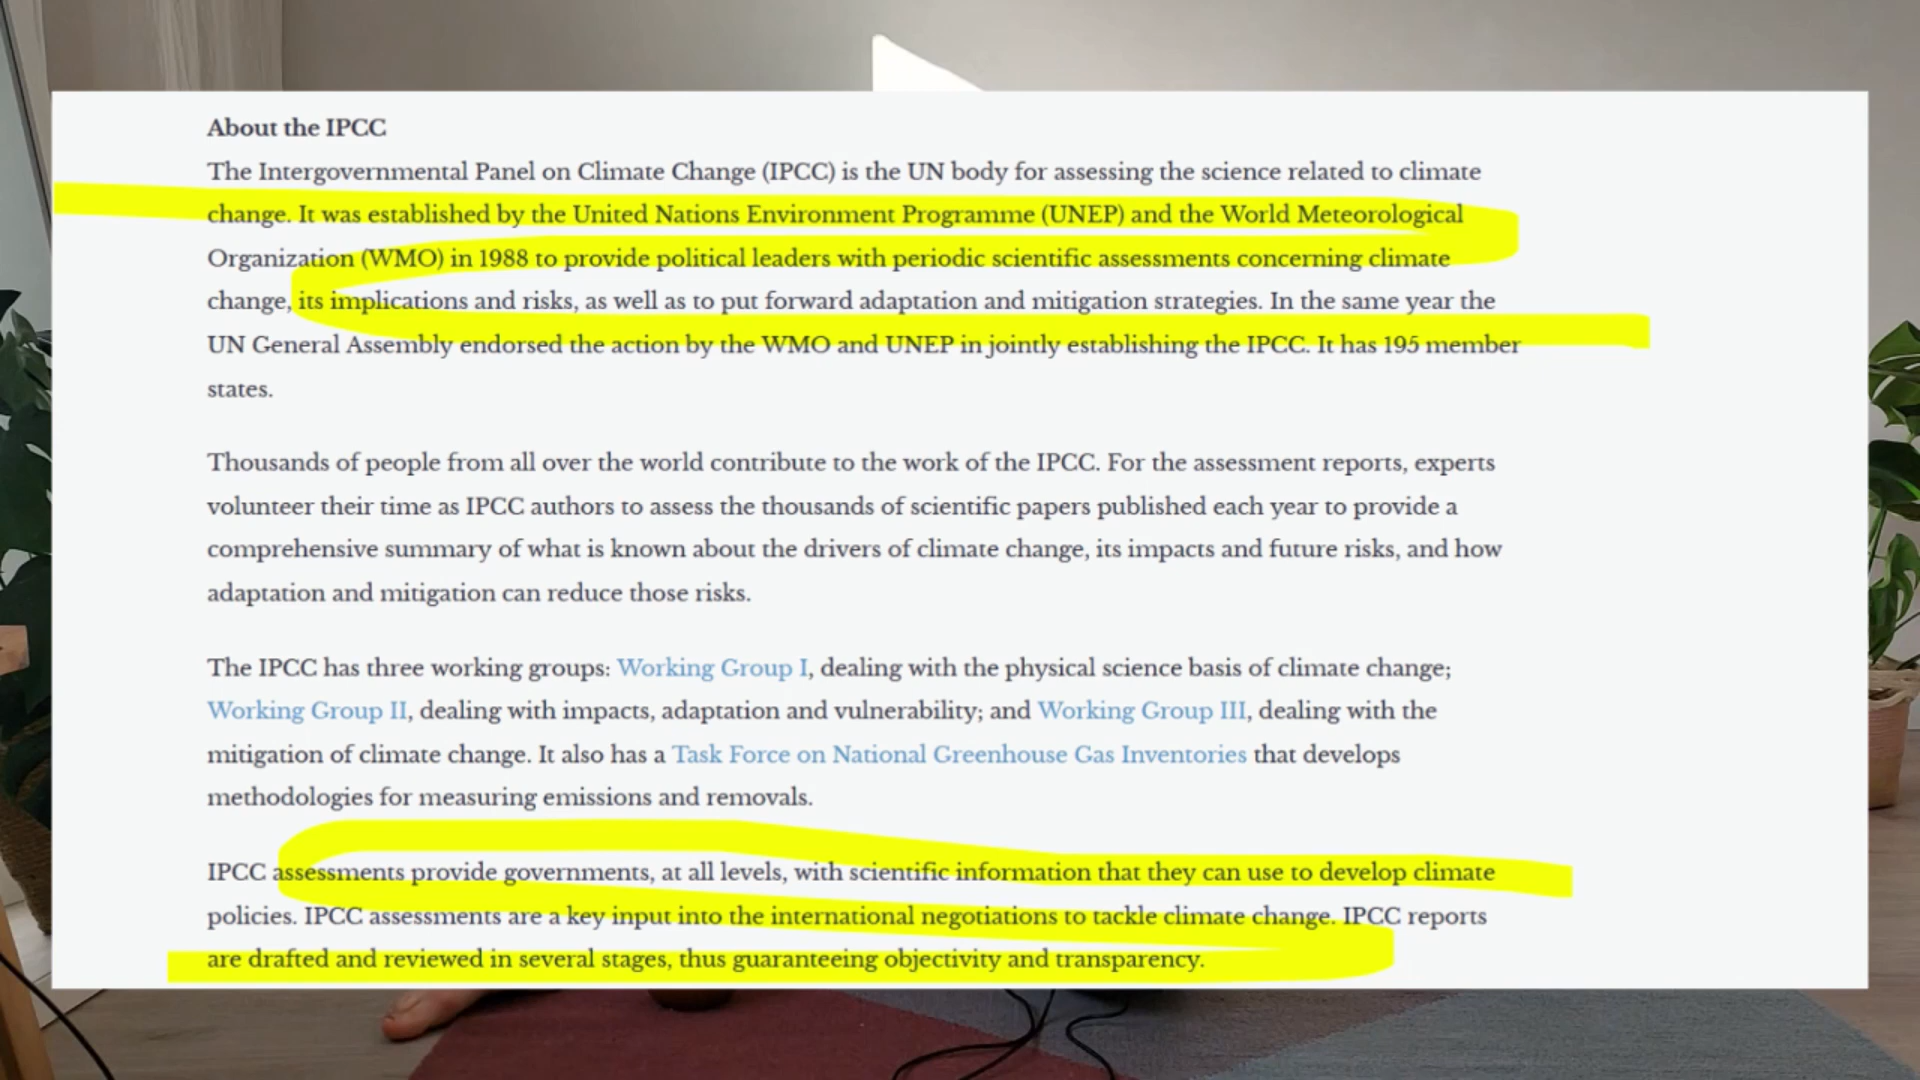 About the IPCC
The Intergovernmental Panel on Climate Change (IPCC) is the UN body for assessing the science related to climate
change. It was established by the United Nations Environment Programme (UNEP) and the World Meteorological
Organization (WMO) in 1988 to provide political leaders with periodic scientific assessments concerning climate
change, its implications and risks, as well as to put forward adaptation and mitigation strategies. In the same year the
UN General Assembly endorsed the action by the WMO and UNEP in jointly establishing the IPCC. It has 195 member
states.
Thousands of people from all over the world contribute to the work of the IPCC. For the assessment reports, experts
volunteer their time as IPCC authors to assess the thousands of scientific papers published each year to provide a
comprehensive summary of what is known about the drivers of climate change, its impacts and future risks, and how
adaptation and mitigation can reduce those risks.
The IPCC has three working groups: Working Group I, dealing with the physical science basis of climate change;
Working Group II, dealing with impacts, adaptation and vulnerability; and Working Group III, dealing with the
mitigation of climate change. It also has a Task Force on National Greenhouse Gas Inventories that develops
methodologies for measuring emissions and removals.
IPCC assessments provide governments, at all levels, with scientific information that they can use to develop climate
policies. IPCC assessments are a key input into the international negotiations to tackle climate change. IPCC reports
are drafted and reviewed in several stages, thus guaranteeing objectivity and transparency.